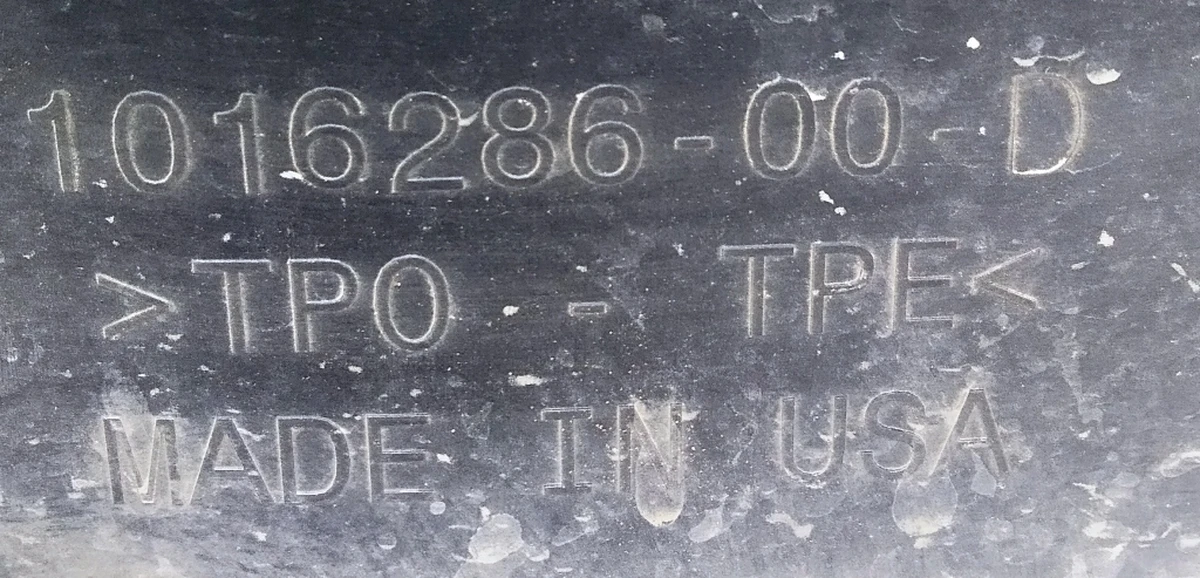 1016286-00-D
>TPO - TPE<
MADE IN USA